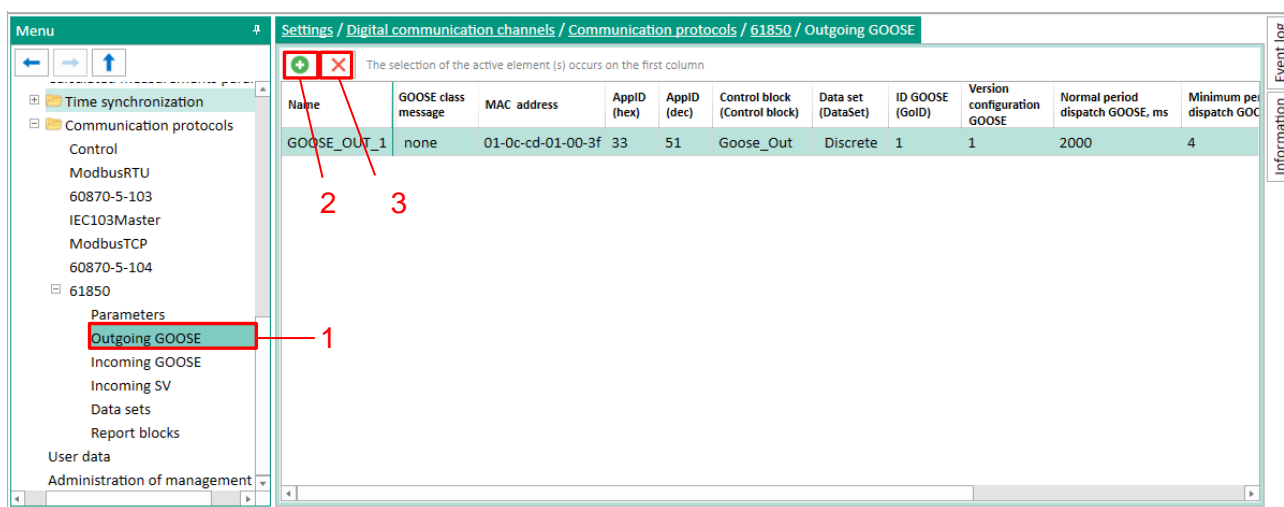 Menu
Settings / Digital communication channels / Communication protocols / 61850 / Outgoing GOOSE
The selection of the active element (s) occurs on the first column
Time synchronization
Communication protocols
Control
ModbusRTU
60870-5-103
IEC103Master
ModbusTCP
60870-5-104
61850
Parameters
Outgoing GOOSE
Incoming GOOSE
Incoming SV
Data sets
Report blocks
User data
Administration of management
Name
GOOSE class
message
MAC address
AppID
(hex)
AppID
(dec)
Control block
(Control block)
Data set
(DataSet)
ID GOOSE
(GoID)
Version
configuration
GOOSE
Normal period
dispatch GOOSE, ms
Minimum pe
dispatch GOO
GOOSE_OUT_1 none 01-0c-cd-01-00-3f 33 51 Goose_Out Discrete 1 1 2000 4
1
2
3
Event log
Information